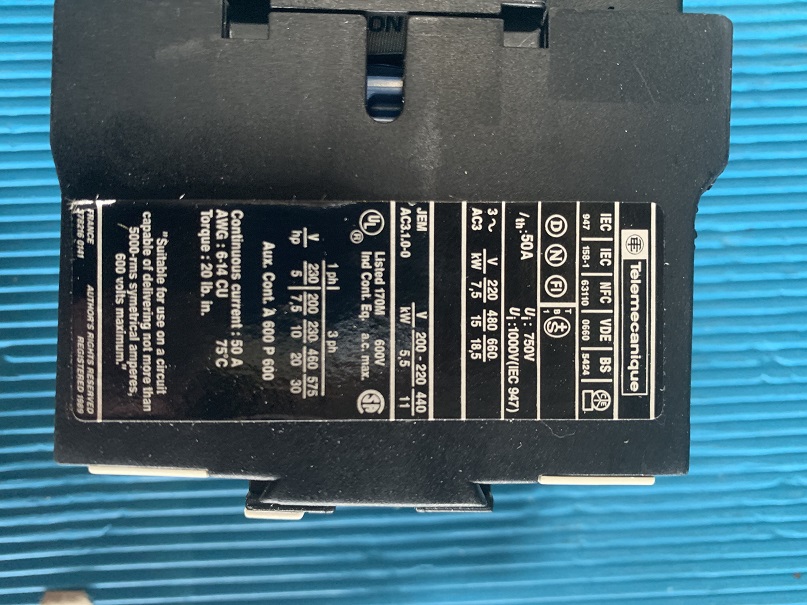 ON
Telemecanique
IEC IEC NFC VDE BS
947 158-1 63110 0660 5424
D N FI S
T
B
1
Ith:50A Ui: 750V
Ui:1000V(IEC 947)
3~ V 220 480 660
AC3 kW 7,5 15 18,5
JEM V 200-220 440
AC3.1.0-0 kW 5,5 11
UL ® Listed 170M 600V SA
Ind Cont. Eq. a.c. max.
1 ph 3 ph
V 230 200 230 460 575
hp 5 7,5 10 20 30
Aux. Cont. A 600 P 600
Continuous current : 50 A
AWG : 6-14 CU 75°C
Torque : 20 lb. in.
"Suitable for use on a circuit
capable of delivering not more than
5000-rms symetrical amperes,
600 volts maximum."
FRANCE AUTHOR'S RIGHTS RESERVED
0141 REGISTERED 1989